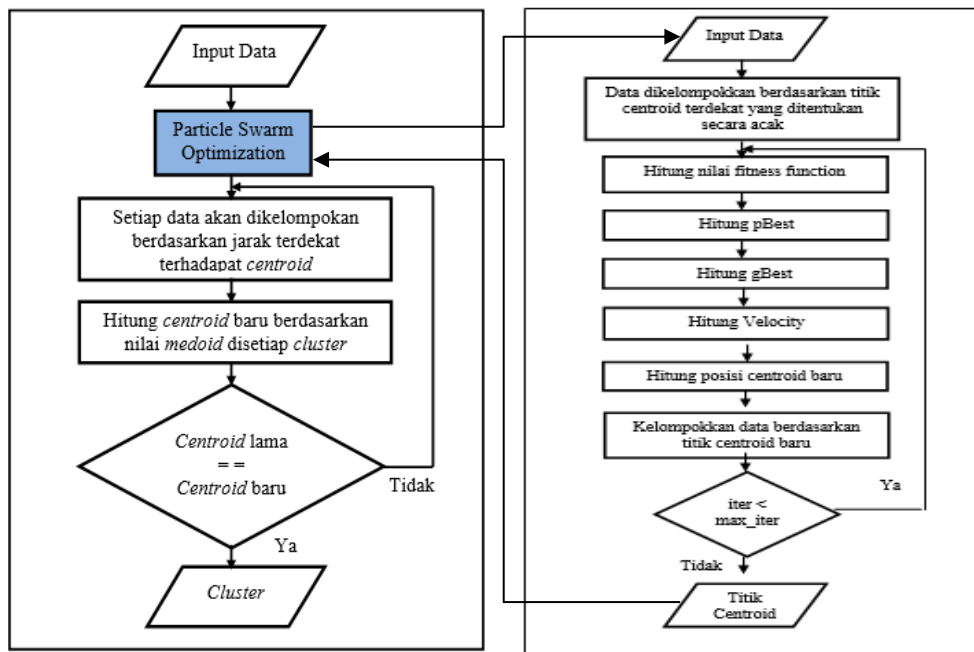 Input Data
Particle Swarm
Optimization
Setiap data akan dikelompokan
berdasarkan jarak terdekat
terhadapat centroid
Hitung centroid baru berdasarkan
nilai medoid disetiap cluster
Centroid lama
= =
Centroid baru
Tidak
Ya
Cluster
Input Data
Data dikelompokkan berdasarkan titik
centroid terdekat yang ditentukan
secara acak
Hitung nilai fitness function
Hitung pBest
Hitung gBest
Hitung Velocity
Hitung posisi centroid baru
Kelompokkan data berdasarkan
titik centroid baru
iter <
max_iter
Ya
Tidak
Titik
Centroid